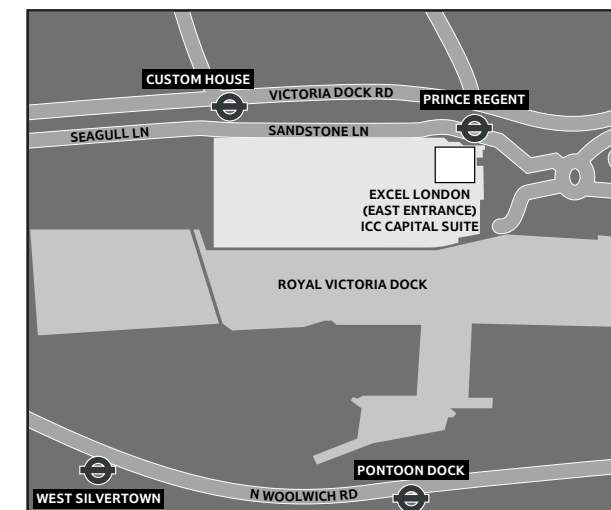 CUSTOM HOUSE
VICTORIA DOCK RD
PRINCE REGENT
SEAGULL LN
SANDSTONE LN
EXCEL LONDON
(EAST ENTRANCE)
ICC CAPITAL SUITE
ROYAL VICTORIA DOCK
PONTOON DOCK
WEST SILVERTOWN
N WOOLWICH RD